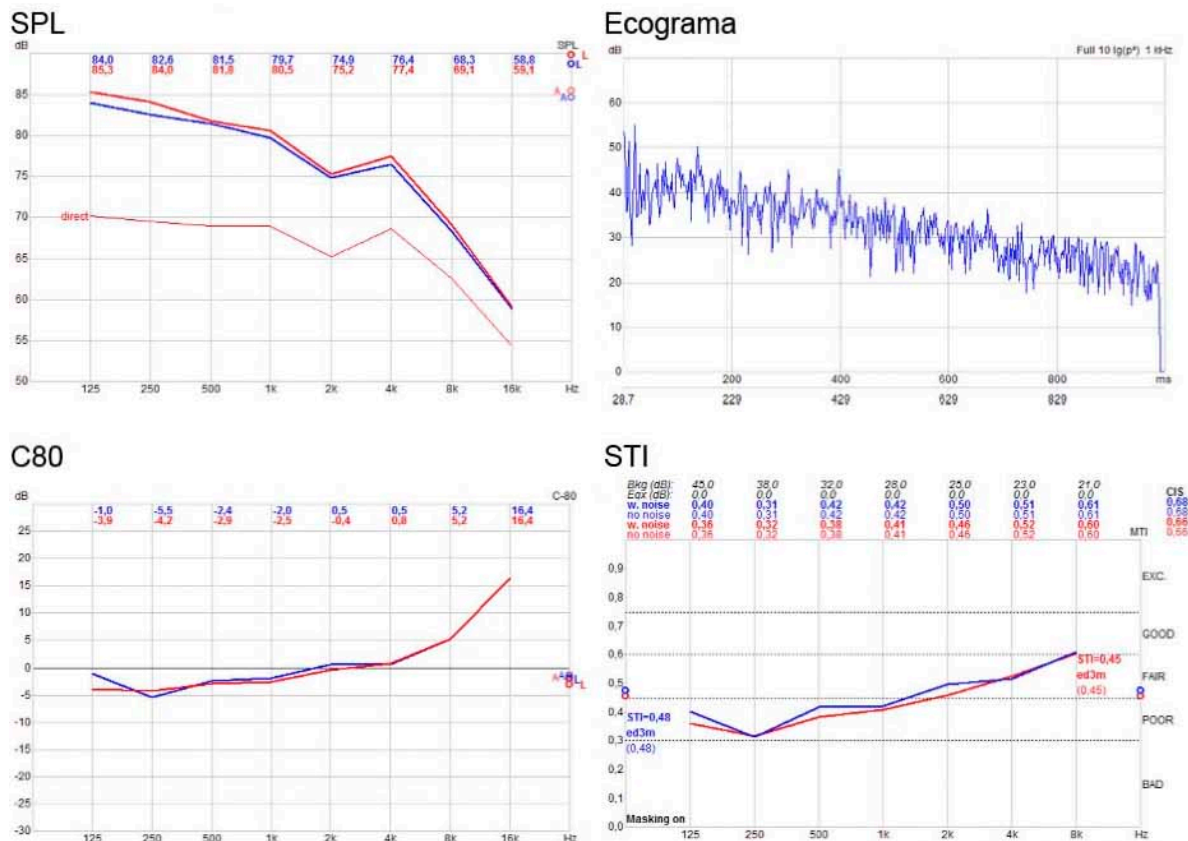 SPL
dB
SPL
84,0 82,6 81,5 79,7 74,9 76,4 68,3 58,8
85,3 84,0 81,8 80,5 75,2 77,4 69,1 59,1
L
L
A
A
85
80
75
direct
70
65
60
55
50
125 250 500 1k 2k 4k 8k 16k Hz
Ecograma
dB
Full 10 lg(p²) 1 kHz
60
50
40
30
20
10
0
200 400 600 800 ms
28,7 229 429 629 829
C80
dB
C-80
-1,0 -5,5 -2,4 -2,0 0,5 0,5 5,2 16,4
-3,9 -4,2 -2,9 -2,5 -0,4 0,8 5,2 16,4
25
20
15
10
5
0
-5
-10
-15
-20
-25
-30
L
L
125 250 500 1k 2k 4k 8k 16k Hz
STI
Bkg (dB): 45,0 38,0 32,0 28,0 25,0 23,0 21,0
0,0 0,0 0,0 0,0 0,0 0,0 0,0
CIS
w. noise 0,40 0,31 0,42 0,42 0,50 0,51 0,61 0,68
no noise 0,40 0,31 0,42 0,42 0,50 0,51 0,61 0,68
w. noise 0,36 0,32 0,38 0,41 0,46 0,52 0,60 0,66
no noise 0,36 0,32 0,38 0,41 0,46 0,52 0,60 MTI 0,66
0,9
EXC.
0,8
0,7
GOOD
0,6
STI=0,45
ed3m
(0,45)
FAIR
0,5
0,4
POOR
STI=0,48
ed3m
(0,48)
0,3
0,2
BAD
0,1
0,0
Masking on
125 250 500 1k 2k 4k 8k Hz